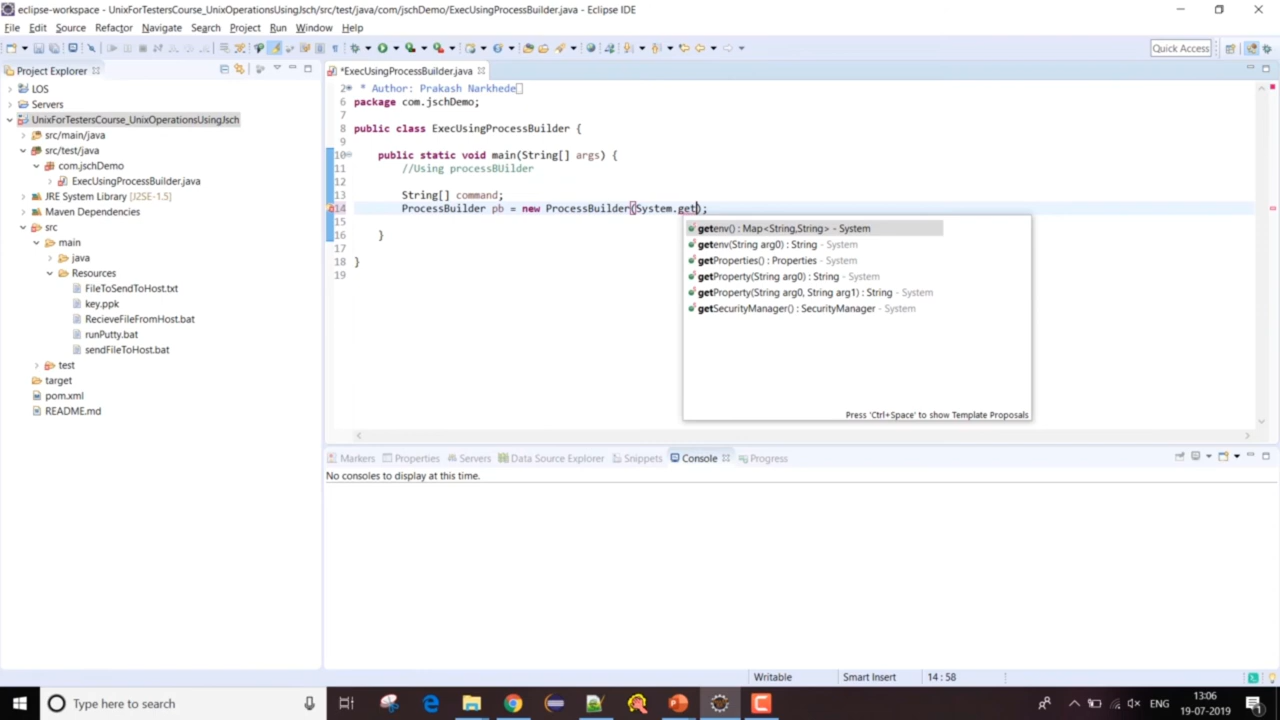 eclipse-workspace - UnixForTestersCourse_UnixOperationsUsingJsch/src/test/java/com/jschDemo/ExecUsingProcessBuilder.java - Eclipse IDE
File Edit Source Refactor Navigate Search Project Run Window Help
Quick Access
Project Explorer
LOS
Servers
UnixForTestersCourse_UnixOperationsUsingJsch
src/main/java
src/test/java
com.jschDemo
ExecUsingProcessBuilder.java
JRE System Library [J2SE-1.5]
Maven Dependencies
src
main
java
Resources
FileToSendToHost.txt
key.ppk
RecieveFileFromHost.bat
runPutty.bat
sendFileToHost.bat
test
target
pom.xml
README.md
*ExecUsingProcessBuilder.java
2 * Author: Prakash Narkhede
6 package com.jschDemo;
7
8 public class ExecUsingProcessBuilder {
9
10 public static void main(String[] args) {
11 //Using processBUilder
12
13 String[] command;
14 ProcessBuilder pb = new ProcessBuilder(System.get);
15
16 }
17
18 }
19
getenv() : Map<String,String> - System
getenv(String arg0) : String - System
getProperties() : Properties - System
getProperty(String arg0) : String - System
getProperty(String arg0, String arg1) : String - System
getSecurityManager() : SecurityManager - System
Press 'Ctrl+Space' to show Template Proposals
Markers Properties Servers Data Source Explorer Snippets Console Progress
No consoles to display at this time.
Writable Smart Insert 14 : 58
Type here to search
ENG
13:06
19-07-2019